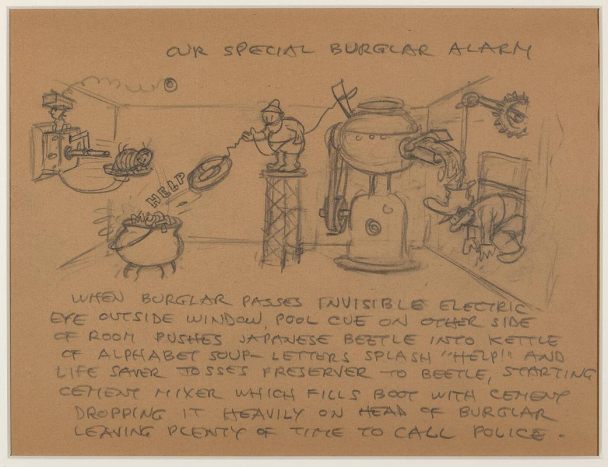 OUR SPECIAL BURGLAR ALARM
HELP
WHEN BURGLAR PASSES INVISIBLE ELECTRIC
EYE OUTSIDE WINDOW, POOL CUE ON OTHER SIDE
OF ROOM PUSHES JAPANESE BEETLE INTO KETTLE
OF ALPHABET SOUP - LETTERS SPLASH "HELP" AND
LIFE SAVER TOSSES PRESERVER TO BEETLE, STARTING
CEMENT MIXER WHICH FILLS BOOT WITH CEMENT
DROPPING IT HEAVILY ON HEAD OF BURGLAR
LEAVING PLENTY OF TIME TO CALL POLICE -